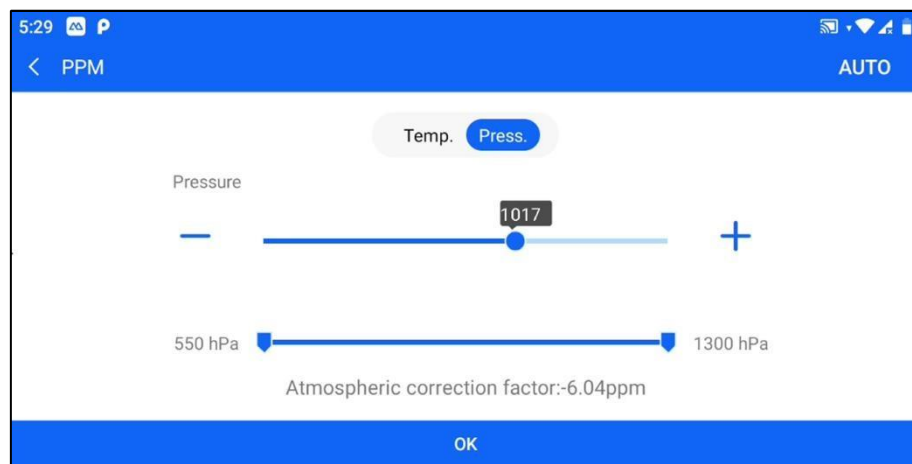 5:29
PPM
AUTO
Temp. Press.
Pressure
1017
550 hPa 1300 hPa
Atmospheric correction factor:-6.04ppm
OK